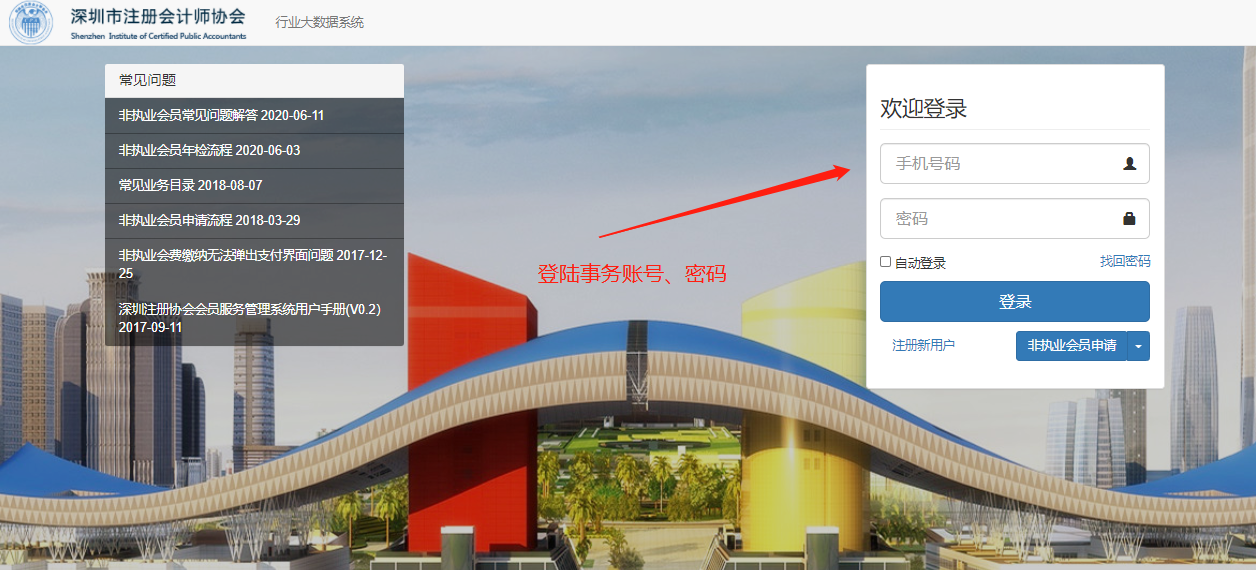 深圳市注册会计师协会
Shenzhen Institute of Certified Public Accountants
行业大数据系统
常见问题
非执业会员常见问题解答 2020-06-11
非执业会员年检流程 2020-06-03
常见业务目录 2018-08-07
非执业会员申请流程 2018-03-29
非执业会费缴纳无法弹出支付界面问题 2017-12-
25
深圳注册协会会员服务管理系统用户手册(V0.2)
2017-09-11
登陆事务账号、密码
欢迎登录
手机号码
密码
自动登录
找回密码
登录
注册新用户
非执业会员申请